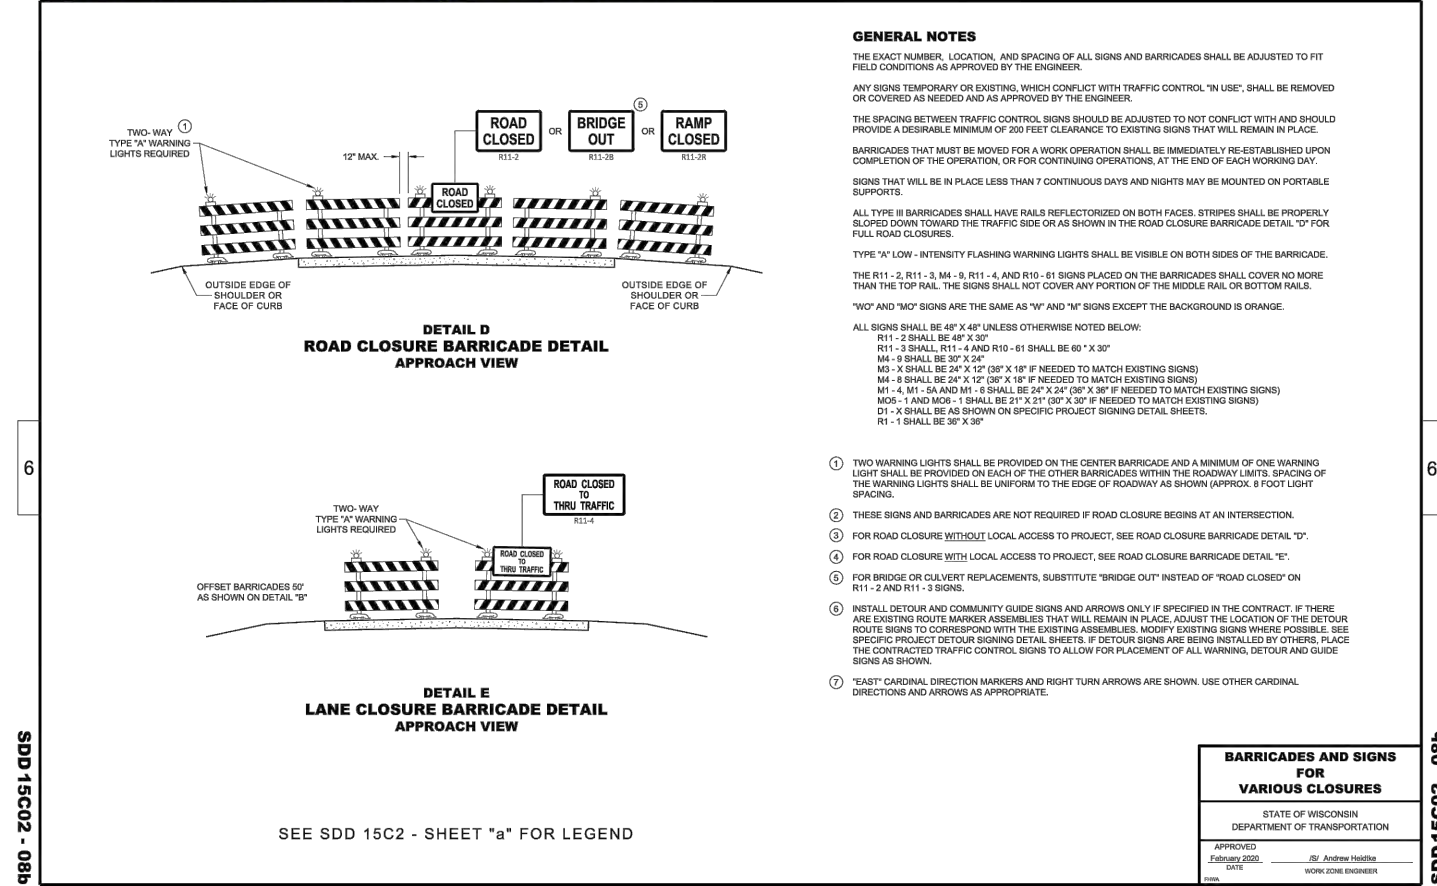 GENERAL NOTES
THE EXACT NUMBER, LOCATION, AND SPACING OF ALL SIGNS AND BARRICADES SHALL BE ADJUSTED TO FIT
FIELD CONDITIONS AS APPROVED BY THE ENGINEER.
ANY SIGNS TEMPORARY OR EXISTING, WHICH CONFLICT WITH TRAFFIC CONTROL "IN USE", SHALL BE REMOVED
OR COVERED AS NEEDED AND AS APPROVED BY THE ENGINEER.
THE SPACING BETWEEN TRAFFIC CONTROL SIGNS SHOULD BE ADJUSTED TO NOT CONFLICT WITH AND SHOULD
PROVIDE A DESIRABLE MINIMUM OF 200 FEET CLEARANCE TO EXISTING SIGNS THAT WILL REMAIN IN PLACE.
BARRICADES THAT MUST BE MOVED FOR A WORK OPERATION SHALL BE IMMEDIATELY RE-ESTABLISHED UPON
COMPLETION OF THE OPERATION, OR FOR CONTINUING OPERATIONS, AT THE END OF EACH WORKING DAY.
SIGNS THAT WILL BE IN PLACE LESS THAN 7 CONTINUOUS DAYS AND NIGHTS MAY BE MOUNTED ON PORTABLE
SUPPORTS.
ALL TYPE III BARRICADES SHALL HAVE RAILS REFLECTORIZED ON BOTH FACES. STRIPES SHALL BE PROPERLY
SLOPED DOWN TOWARD THE TRAFFIC SIDE OR AS SHOWN IN THE ROAD CLOSURE BARRICADE DETAIL "D" FOR
FULL ROAD CLOSURES.
TYPE "A" LOW - INTENSITY FLASHING WARNING LIGHTS SHALL BE VISIBLE ON BOTH SIDES OF THE BARRICADE.
THE R11 - 2, R11 - 3, M4 - 9, R11 - 4, AND R10 - 61 SIGNS PLACED ON THE BARRICADES SHALL COVER NO MORE
THAN THE TOP RAIL. THE SIGNS SHALL NOT COVER ANY PORTION OF THE MIDDLE RAIL OR BOTTOM RAILS.
"WO" AND "MO" SIGNS ARE THE SAME AS "W" AND "M" SIGNS EXCEPT THE BACKGROUND IS ORANGE.
ALL SIGNS SHALL BE 48" X 48" UNLESS OTHERWISE NOTED BELOW:
R11 - 2 SHALL BE 48" X 30"
R11 - 3 SHALL, R11 - 4 AND R10 - 61 SHALL BE 60 " X 30"
M4 - 9 SHALL BE 30" X 24"
M3 - X SHALL BE 24" X 12" (36" X 18" IF NEEDED TO MATCH EXISTING SIGNS)
M4 - 8 SHALL BE 24" X 12" (36" X 18" IF NEEDED TO MATCH EXISTING SIGNS)
M1 - 4, M1 - 5A AND M1 - 6 SHALL BE 24" X 24" (36" X 36" IF NEEDED TO MATCH EXISTING SIGNS)
MO5 - 1 AND MO6 - 1 SHALL BE 21" X 21" (30" X 30" IF NEEDED TO MATCH EXISTING SIGNS)
D1 - X SHALL BE AS SHOWN ON SPECIFIC PROJECT SIGNING DETAIL SHEETS.
R1 - 1 SHALL BE 36" X 36"
1 TWO WARNING LIGHTS SHALL BE PROVIDED ON THE CENTER BARRICADE AND A MINIMUM OF ONE WARNING
LIGHT SHALL BE PROVIDED ON EACH OF THE OTHER BARRICADES WITHIN THE ROADWAY LIMITS. SPACING OF
THE WARNING LIGHTS SHALL BE UNIFORM TO THE EDGE OF ROADWAY AS SHOWN (APPROX. 8 FOOT LIGHT
SPACING.
2 THESE SIGNS AND BARRICADES ARE NOT REQUIRED IF ROAD CLOSURE BEGINS AT AN INTERSECTION.
3 FOR ROAD CLOSURE WITHOUT LOCAL ACCESS TO PROJECT, SEE ROAD CLOSURE BARRICADE DETAIL "D".
4 FOR ROAD CLOSURE WITH LOCAL ACCESS TO PROJECT, SEE ROAD CLOSURE BARRICADE DETAIL "E".
5 FOR BRIDGE OR CULVERT REPLACEMENTS, SUBSTITUTE "BRIDGE OUT" INSTEAD OF "ROAD CLOSED" ON
R11 - 2 AND R11 - 3 SIGNS.
6 INSTALL DETOUR AND COMMUNITY GUIDE SIGNS AND ARROWS ONLY IF SPECIFIED IN THE CONTRACT. IF THERE
ARE EXISTING ROUTE MARKER ASSEMBLIES THAT WILL REMAIN IN PLACE, ADJUST THE LOCATION OF THE DETOUR
ROUTE SIGNS TO CORRESPOND WITH THE EXISTING ASSEMBLIES. MODIFY EXISTING SIGNS WHERE POSSIBLE. SEE
SPECIFIC PROJECT DETOUR SIGNING DETAIL SHEETS. IF DETOUR SIGNS ARE BEING INSTALLED BY OTHERS, PLACE
THE CONTRACTED TRAFFIC CONTROL SIGNS TO ALLOW FOR PLACEMENT OF ALL WARNING, DETOUR AND GUIDE
SIGNS AS SHOWN.
7 "EAST" CARDINAL DIRECTION MARKERS AND RIGHT TURN ARROWS ARE SHOWN. USE OTHER CARDINAL
DIRECTIONS AND ARROWS AS APPROPRIATE.
TWO- WAY 1
TYPE "A" WARNING
LIGHTS REQUIRED
12" MAX.
ROAD
CLOSED
R11-2
OR
5
BRIDGE
OUT
R11-2B
OR
RAMP
CLOSED
R11-2R
ROAD
CLOSED
OUTSIDE EDGE OF
SHOULDER OR
FACE OF CURB
OUTSIDE EDGE OF
SHOULDER OR
FACE OF CURB
DETAIL D
ROAD CLOSURE BARRICADE DETAIL
APPROACH VIEW
ROAD CLOSED
TO
THRU TRAFFIC
R11-4
TWO- WAY
TYPE "A" WARNING
LIGHTS REQUIRED
ROAD CLOSED
TO
THRU TRAFFIC
OFFSET BARRICADES 50'
AS SHOWN ON DETAIL "B"
DETAIL E
LANE CLOSURE BARRICADE DETAIL
APPROACH VIEW
SEE SDD 15C2 - SHEET "a" FOR LEGEND
6
6
SDD 15C02 - 08b
BARRICADES AND SIGNS
FOR
VARIOUS CLOSURES
STATE OF WISCONSIN
DEPARTMENT OF TRANSPORTATION
APPROVED
February 2020 /S/ Andrew Heidtke
DATE WORK ZONE ENGINEER
FHWA